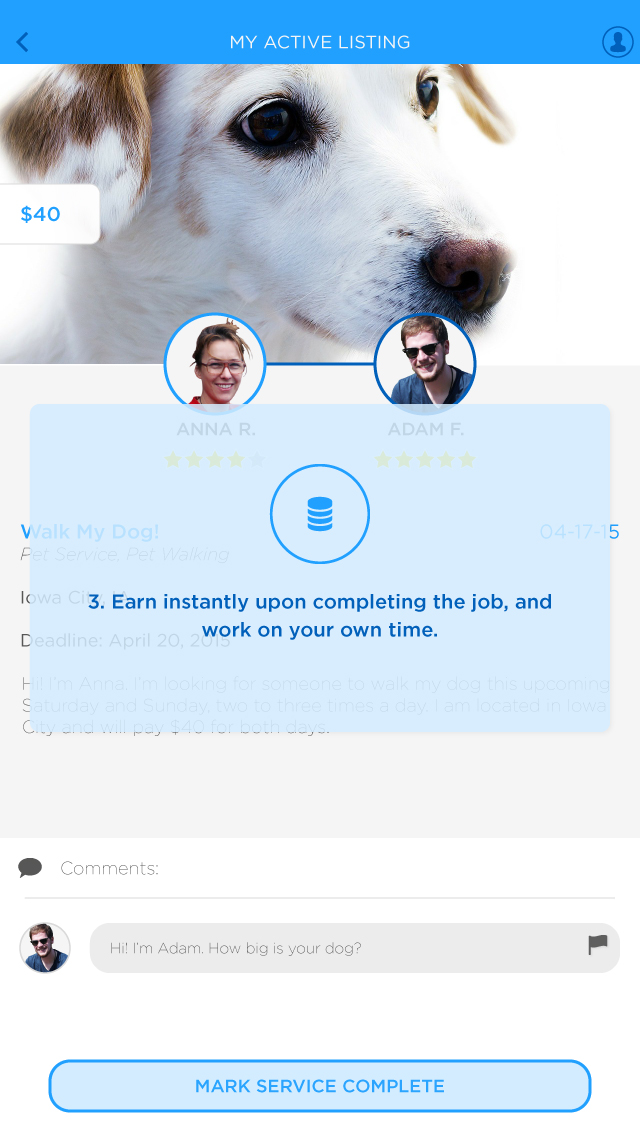 MY ACTIVE LISTING
$40
ANNA R.
ADAM F.
Walk My Dog!
04-17-15
Pet Service, Pet Walking
Iowa City, IA
3. Earn instantly upon completing the job, and
work on your own time.
Deadline: April 20, 2015
Hi! I'm Anna. I'm looking for someone to walk my dog this upcoming
Saturday and Sunday, two to three times a day. I am located in Iowa
City and will pay $40 for both days.
Comments:
Hi! I'm Adam. How big is your dog?
MARK SERVICE COMPLETE